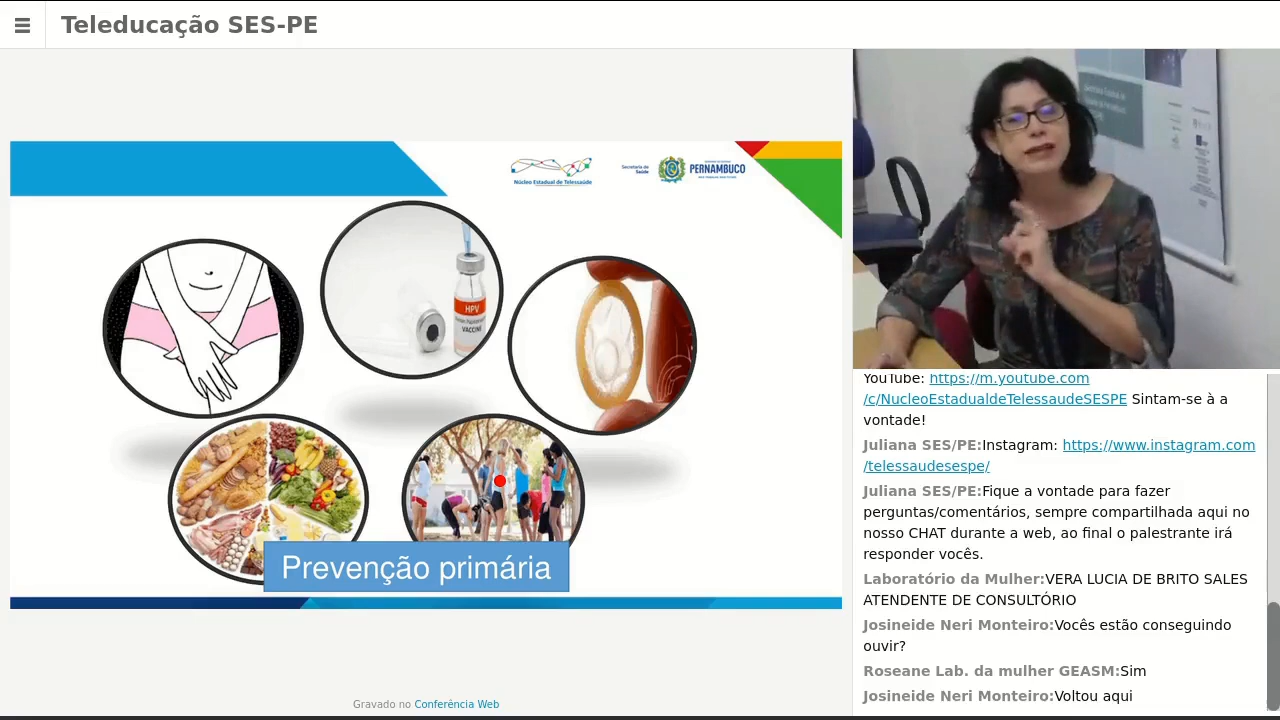 Teleducação SES-PE
Núcleo Estadual de Telessaúde
Secretaria de
Saúde
PERNAMBUCO
HPV
VACCINE
Prevenção primária
Gravado no Conferência Web
YouTube: https://m.youtube.com
/c/NucleoEstadualdeTelessaudeSESPE Sintam-se à a
vontade!
Juliana SES/PE:Instagram: https://www.instagram.com
/telessaudesespe/
Juliana SES/PE:Fique a vontade para fazer
perguntas/comentários, sempre compartilhada aqui no
nosso CHAT durante a web, ao final o palestrante irá
responder vocês.
Laboratório da Mulher:VERA LUCIA DE BRITO SALES
ATENDENTE DE CONSULTÓRIO
Josineide Neri Monteiro:Vocês estão conseguindo
ouvir?
Roseane Lab. da mulher GEASM:Sim
Josineide Neri Monteiro:Voltou aqui